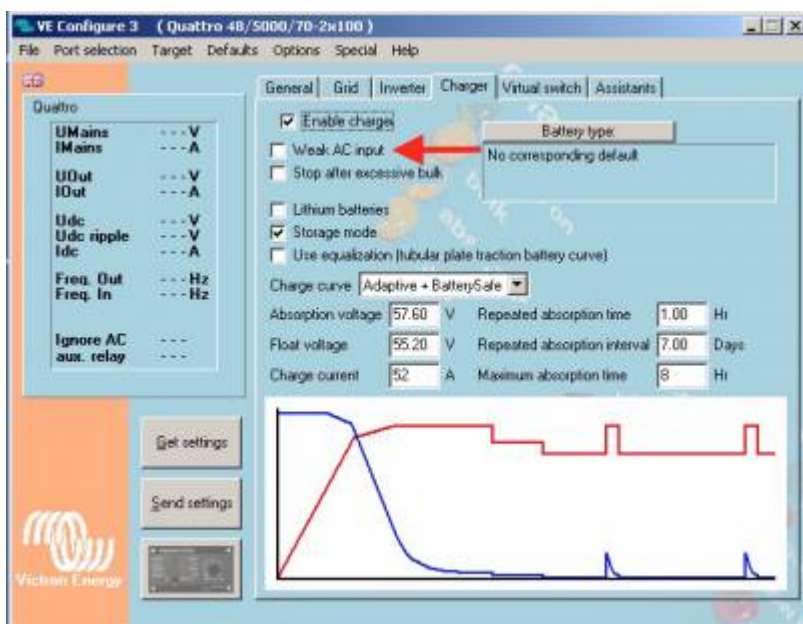 VE Configure 3 ( Quattro 48/5000/70-2x100 )
File Port selection Target Defaults Options Special Help
General Grid Inverter Charger Virtual switch Assistants
Quattro
UMains - - - V
IMains - - - A
UOut - - - V
IOut - - - A
Udc - - - V
Udc ripple - - - V
Idc - - - A
Freq. Out - - - Hz
Freq. In - - - Hz
Ignore AC - - -
aux. relay - - -
Get settings
Send settings
Victron Energy
Enable charger
Weak AC input
Stop after excessive bulk
Battery type:
No corresponding default
Lithium batteries
Storage mode
Use equalization (tubular plate traction battery curve)
Charge curve Adaptive + BatterySafe
Absorption voltage 57.60 V Repeated absorption time 1.00 Hr
Float voltage 55.20 V Repeated absorption interval 7.00 Days
Charge current 52 A Maximum absorption time 8 Hr